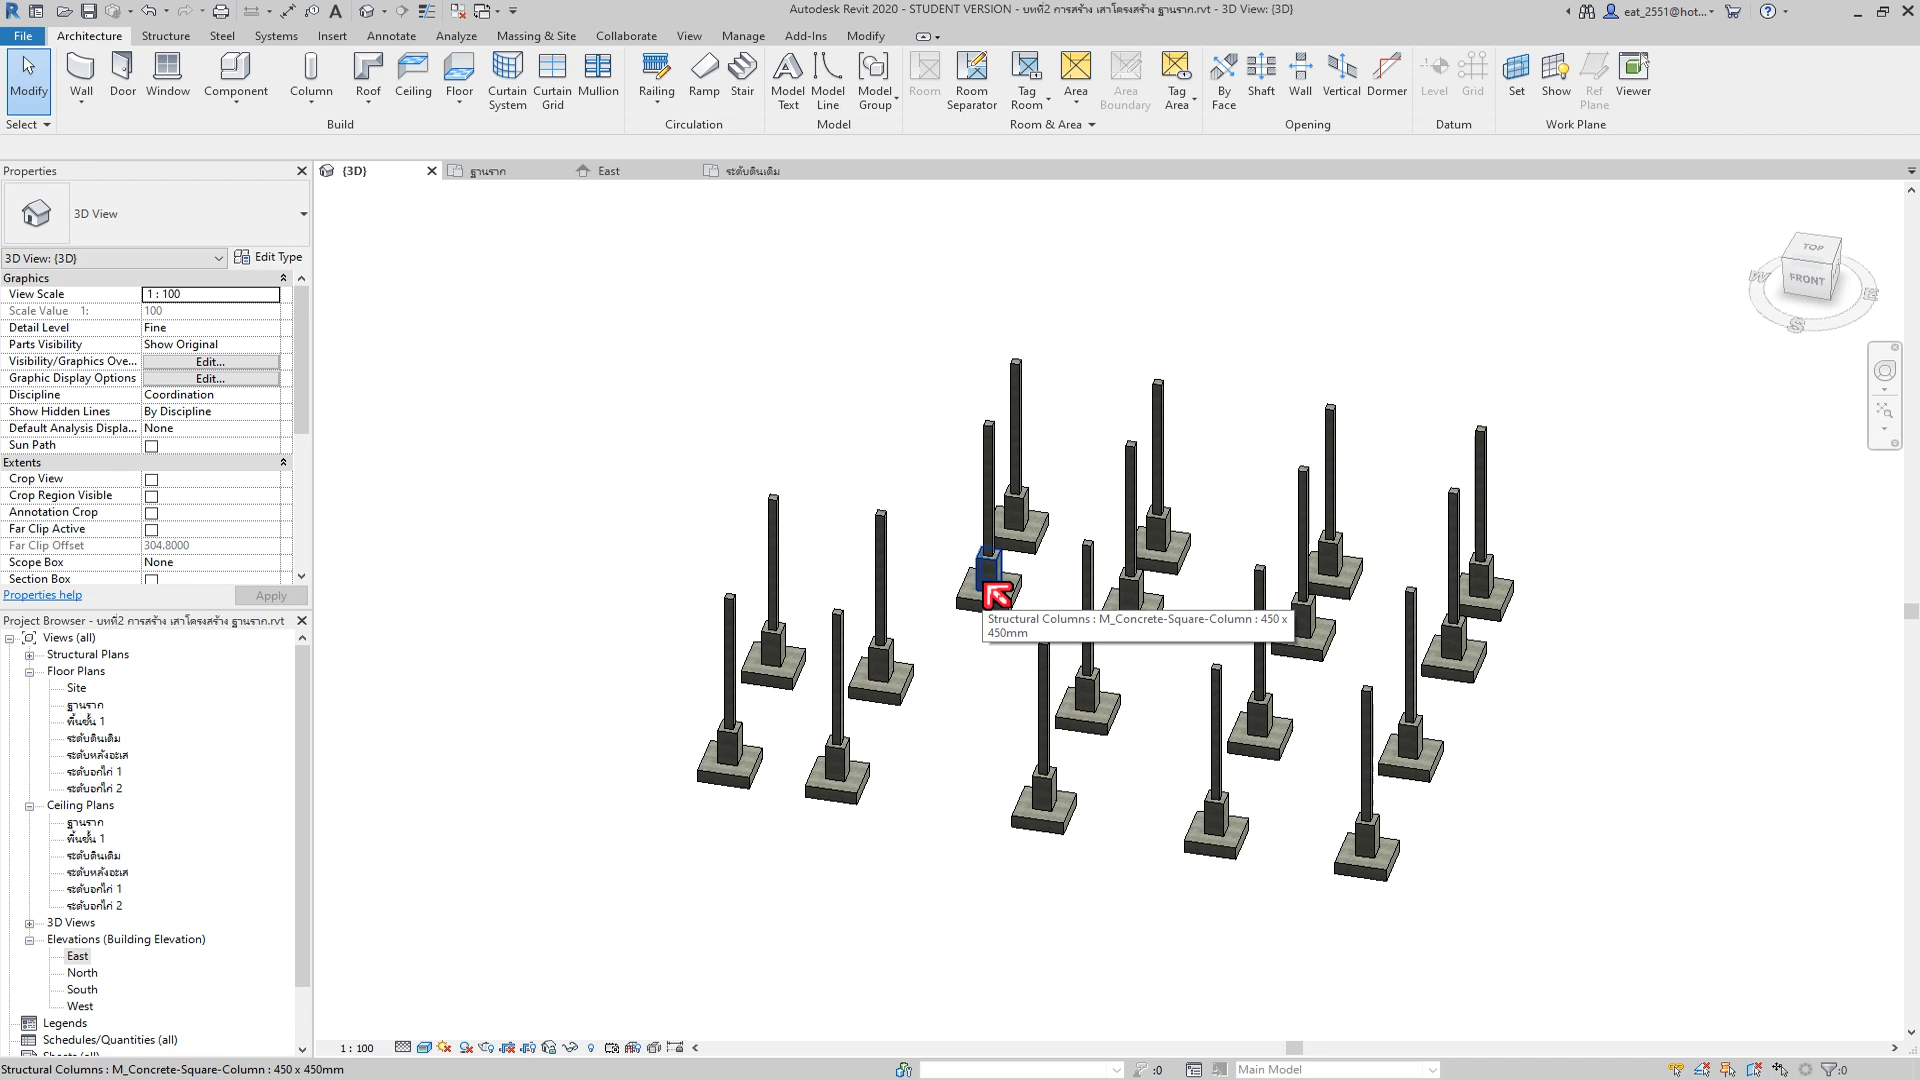 Autodesk Revit 2020 - STUDENT VERSION - บทที่2 การสร้าง เสาโครงสร้าง ฐานราก.rvt - 3D View: {3D}
eat_2551@hot...
File Architecture Structure Steel Systems Insert Annotate Analyze Massing & Site Collaborate View Manage Add-Ins Modify
Modify Wall Door Window Component Column Roof Ceiling Floor Curtain System Curtain Grid Mullion Railing Ramp Stair Model Text Model Line Model Group Room Room Separator Tag Room Area Area Boundary Tag Area By Face Shaft Wall Vertical Dormer Level Grid Set Show Ref Plane Viewer
Select Build Circulation Model Room & Area Opening Datum Work Plane
Properties
{3D} ฐานราก East ระดับดินเดิม
3D View
3D View: {3D} Edit Type
Graphics
View Scale 1 : 100
Scale Value 1: 100
Detail Level Fine
Parts Visibility Show Original
Visibility/Graphics Ove... Edit...
Graphic Display Options Edit...
Discipline Coordination
Show Hidden Lines By Discipline
Default Analysis Displa... None
Sun Path
Extents
Crop View
Crop Region Visible
Annotation Crop
Far Clip Active
Far Clip Offset 304.8000
Scope Box None
Section Box
Properties help Apply
Project Browser - บทที่2 การสร้าง เสาโครงสร้าง ฐานราก.rvt
Views (all)
Structural Plans
Floor Plans
Site
ฐานราก
พื้นชั้น 1
ระดับดินเดิม
ระดับหลังอะเส
ระดับอกไก่ 1
ระดับอกไก่ 2
Ceiling Plans
ฐานราก
พื้นชั้น 1
ระดับดินเดิม
ระดับหลังอะเส
ระดับอกไก่ 1
ระดับอกไก่ 2
3D Views
Elevations (Building Elevation)
East
North
South
West
Legends
Schedules/Quantities (all)
TOP
FRONT
W
S
E
Structural Columns : M_Concrete-Square-Column : 450 x
450mm
1 : 100
Structural Columns : M_Concrete-Square-Column : 450 x 450mm
:0
Main Model
:0